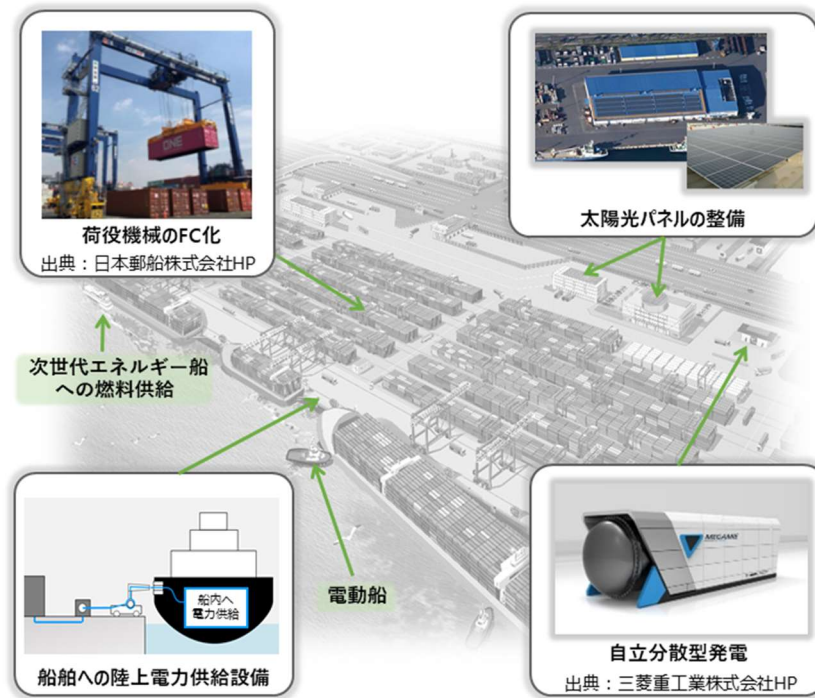 ONE
荷役機械のFC化
出典：日本郵船株式会社HP
太陽光パネルの整備
次世代エネルギー船
への燃料供給
船内へ
電力供給
船舶への陸上電力供給設備
電動船
MEGAMIE
自立分散型発電
出典：三菱重工業株式会社HP